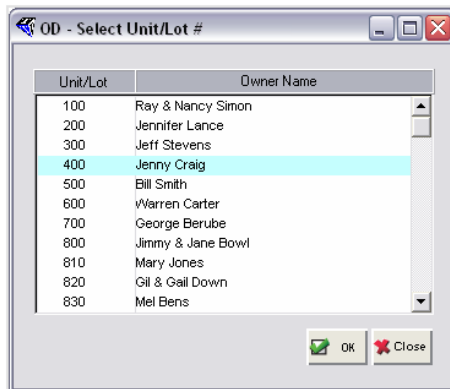 OD - Select Unit/Lot #
Unit/Lot Owner Name
100 Ray & Nancy Simon
200 Jennifer Lance
300 Jeff Stevens
400 Jenny Craig
500 Bill Smith
600 Warren Carter
700 George Berube
800 Jimmy & Jane Bowl
810 Mary Jones
820 Gil & Gail Down
830 Mel Bens
OK Close